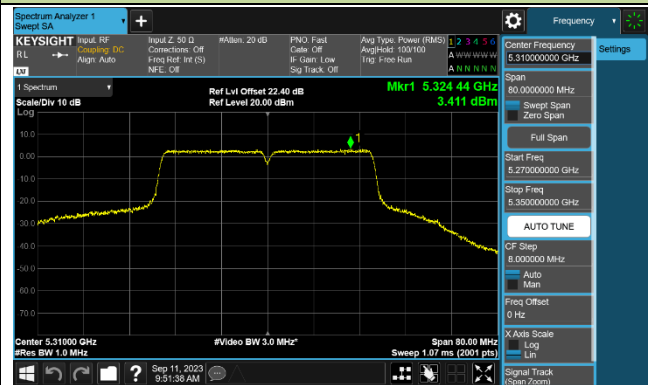 Spectrum Analyzer 1
Swept SA
+
Frequency
KEYSIGHT
RL
LXI
Input: RF
Coupling: DC
Align: Auto
Input Z: 50 Ω
Corrections: Off
Freq Ref: Int (S)
NFE: Off
#Atten: 20 dB
PNO: Fast
Gate: Off
IF Gain: Low
Sig Track: Off
Avg Type: Power (RMS)
Avg|Hold: 100/100
Trig: Free Run
1 2 3 4 5 6
A W W W W W
A N N N N N
Center Frequency
5.310000000 GHz
Settings
Span
80.0000000 MHz
Swept Span
Zero Span
Full Span
Start Freq
5.270000000 GHz
Stop Freq
5.350000000 GHz
AUTO TUNE
CF Step
8.000000 MHz
Auto
Man
Freq Offset
0 Hz
X Axis Scale
Log
Lin
Signal Track
(Span Zoom)
1 Spectrum
Scale/Div 10 dB
Log
Ref Lvl Offset 22.40 dB
Ref Level 20.00 dBm
Mkr1 5.324 44 GHz
3.411 dBm
1
10.0
0.00
-10.0
-20.0
-30.0
-40.0
-50.0
-60.0
-70.0
Center 5.31000 GHz
#Res BW 1.0 MHz
#Video BW 3.0 MHz*
Span 80.00 MHz
Sweep 1.07 ms (2001 pts)
?
Sep 11, 2023
9:51:38 AM